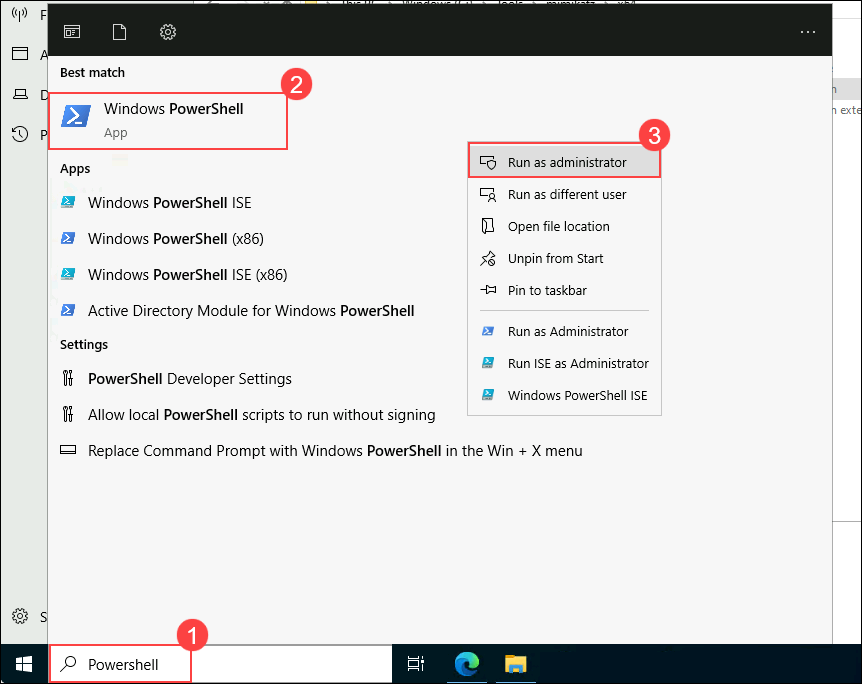 Best match
2
Windows PowerShell
App
3
Run as administrator
Run as different user
Open file location
Unpin from Start
Pin to taskbar
Run as Administrator
Run ISE as Administrator
Windows PowerShell ISE
Apps
Windows PowerShell ISE
Windows PowerShell (x86)
Windows PowerShell ISE (x86)
Active Directory Module for Windows PowerShell
Settings
PowerShell Developer Settings
Allow local PowerShell scripts to run without signing
Replace Command Prompt with Windows PowerShell in the Win + X menu
1
Powershell